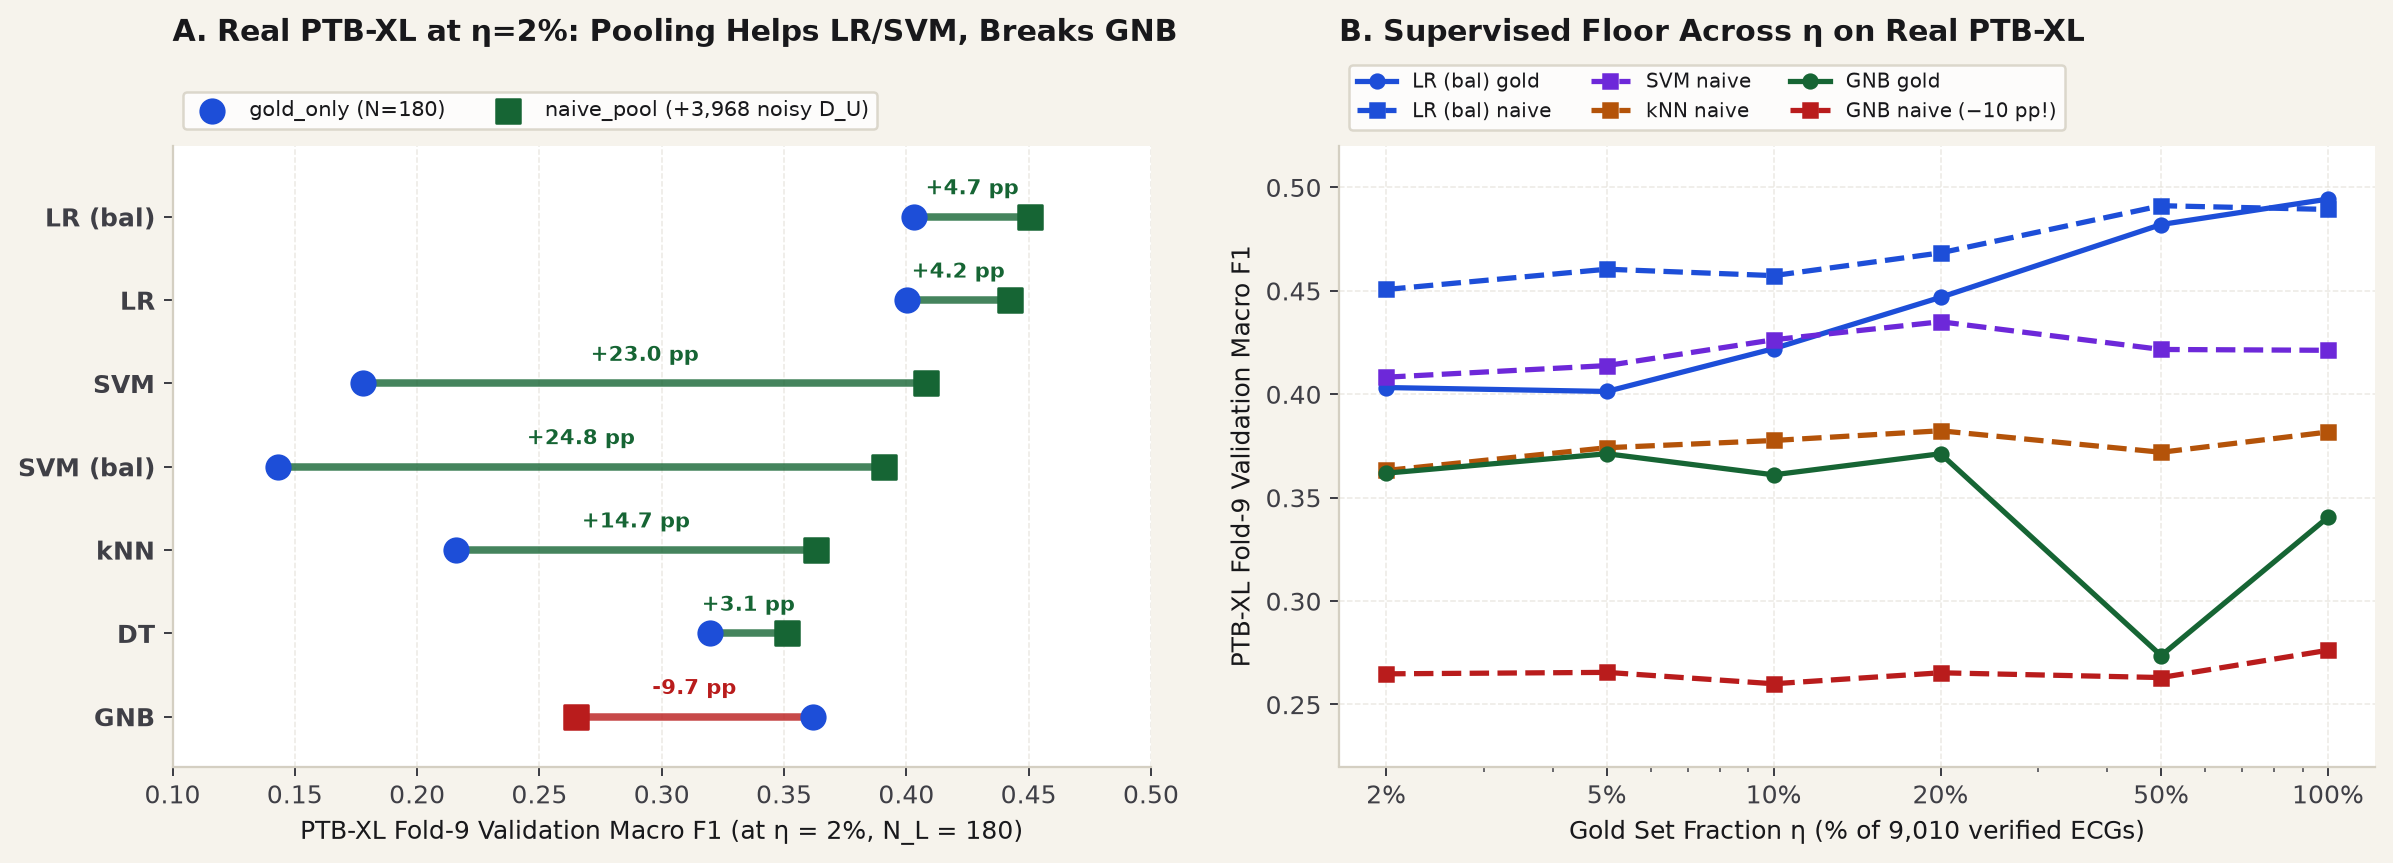 A. Real PTB-XL at η=2%: Pooling Helps LR/SVM, Breaks GNB
gold_only (N=180)
naive_pool (+3,968 noisy D_U)
LR (bal)
+4.7 pp
LR
+4.2 pp
SVM
+23.0 pp
SVM (bal)
+24.8 pp
kNN
+14.7 pp
DT
+3.1 pp
GNB
-9.7 pp
0.10 0.15 0.20 0.25 0.30 0.35 0.40 0.45 0.50
PTB-XL Fold-9 Validation Macro F1 (at η = 2%, N_L = 180)
B. Supervised Floor Across η on Real PTB-XL
LR (bal) gold
LR (bal) naive
SVM naive
kNN naive
GNB gold
GNB naive (−10 pp!)
PTB-XL Fold-9 Validation Macro F1
0.50
0.45
0.40
0.35
0.30
0.25
2% 5% 10% 20% 50% 100%
Gold Set Fraction η (% of 9,010 verified ECGs)